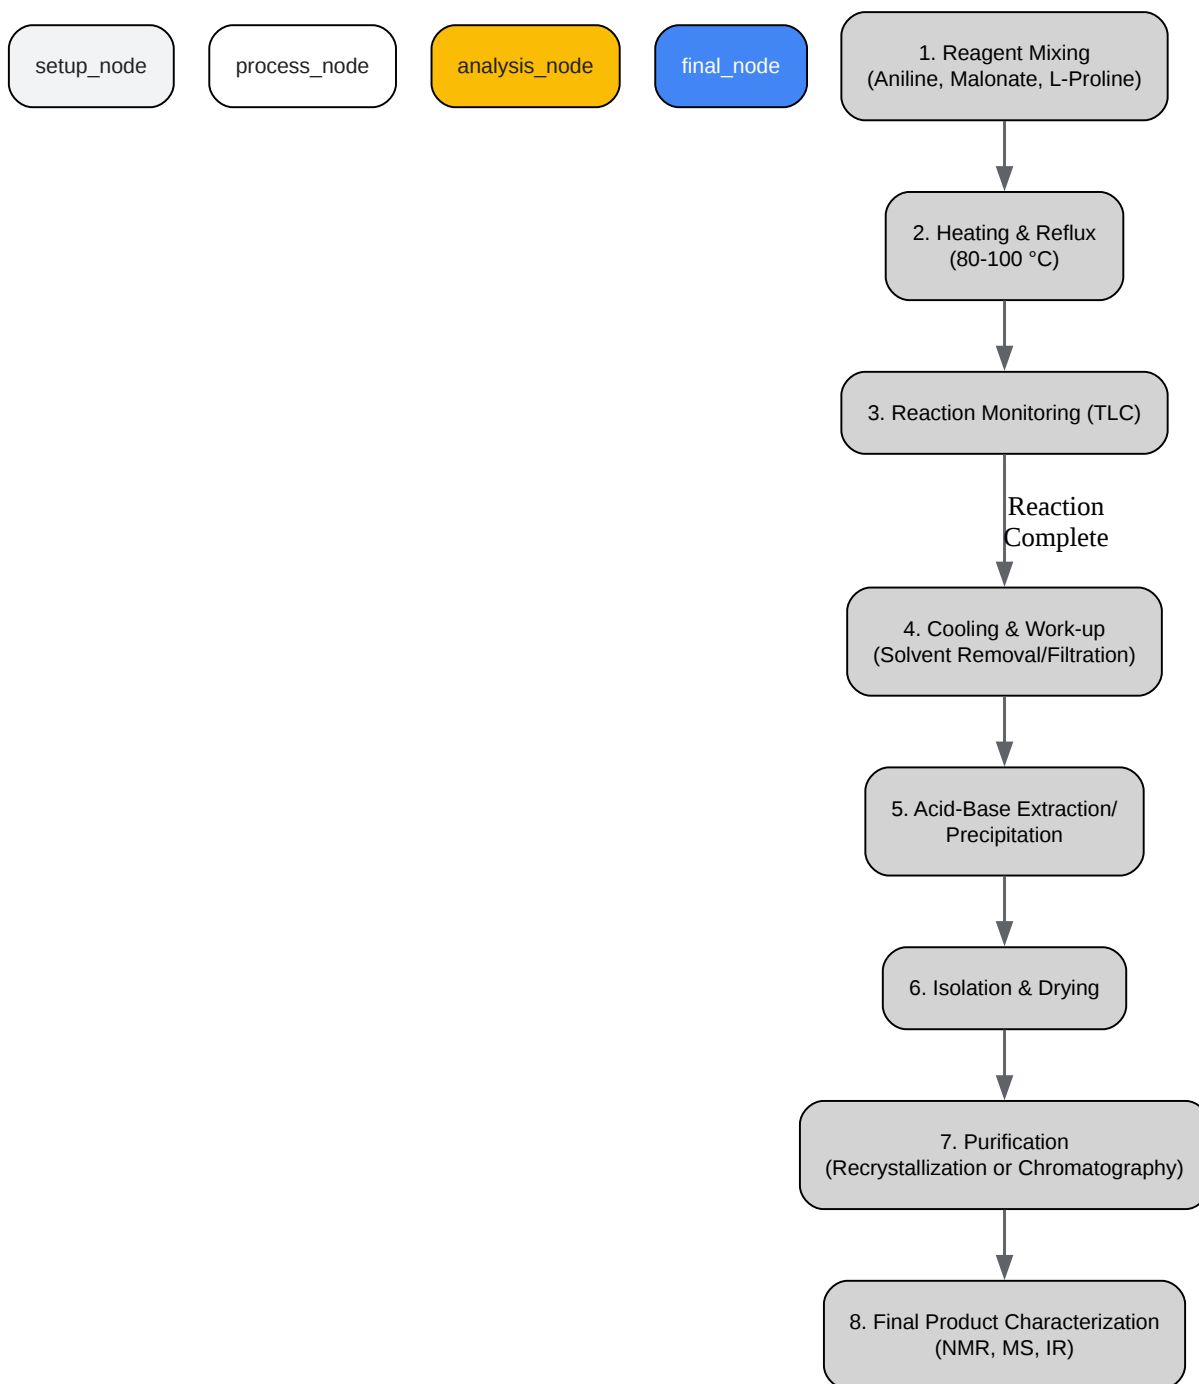 setup_node
process_node
analysis_node
final_node
1. Reagent Mixing
(Aniline, Malonate, L-Proline)
2. Heating & Reflux
(80-100 °C)
3. Reaction Monitoring (TLC)
Reaction
Complete
4. Cooling & Work-up
(Solvent Removal/Filtration)
5. Acid-Base Extraction/
Precipitation
6. Isolation & Drying
7. Purification
(Recrystallization or Chromatography)
8. Final Product Characterization
(NMR, MS, IR)